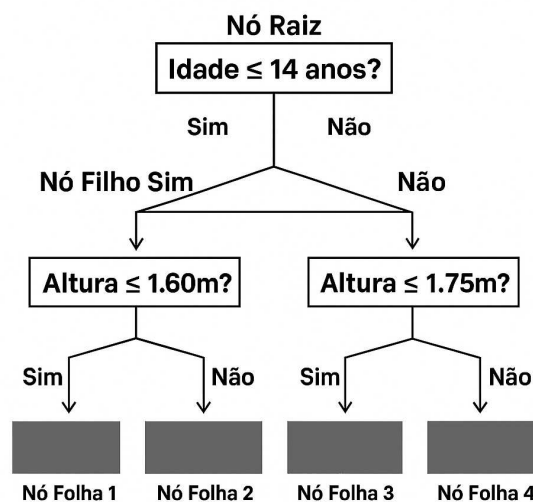 Nó Raiz
Idade ≤ 14 anos?
Sim Não
Nó Filho Sim Não
Altura ≤ 1.60m? Altura ≤ 1.75m?
Sim Não Sim Não
Nó Folha 1 Nó Folha 2 Nó Folha 3 Nó Folha 4